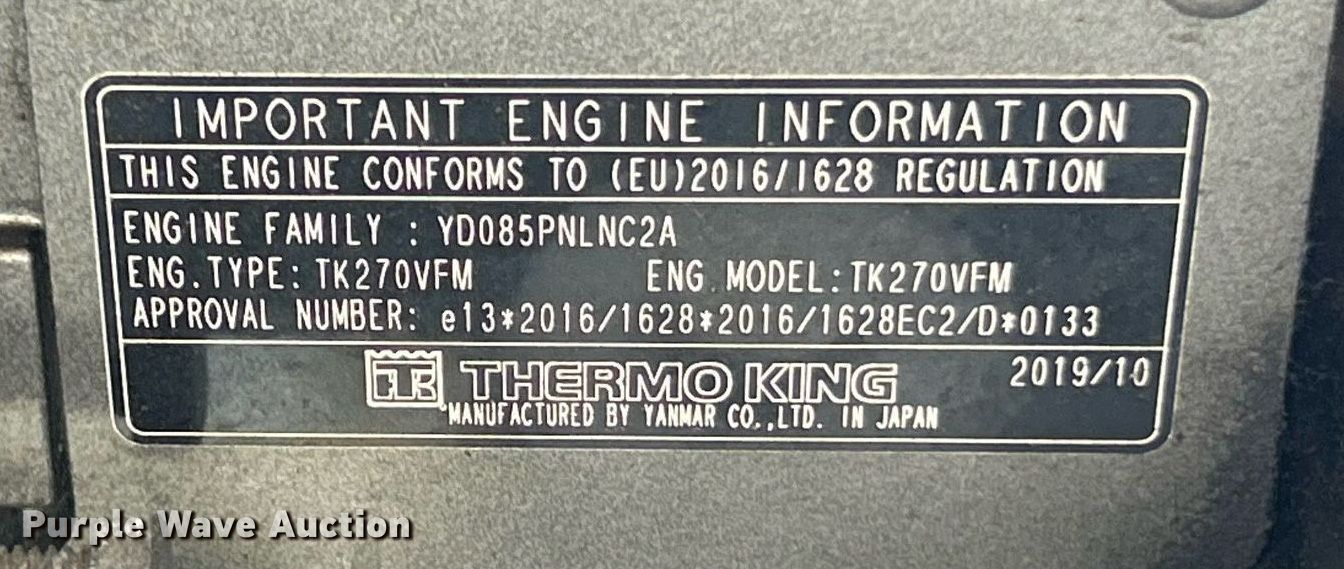 IMPORTANT ENGINE INFORMATION
THIS ENGINE CONFORMS TO (EU)2016/1628 REGULATION
ENGINE FAMILY : YD085PNLNC2A
ENG.TYPE: TK270VFM ENG.MODEL:TK270VFM
APPROVAL NUMBER: e13*2016/1628*2016/1628EC2/D*0133
TK THERMO KING 2019/10
MANUFACTURED BY YANMAR CO.,LTD. IN JAPAN
Purple Wave Auction